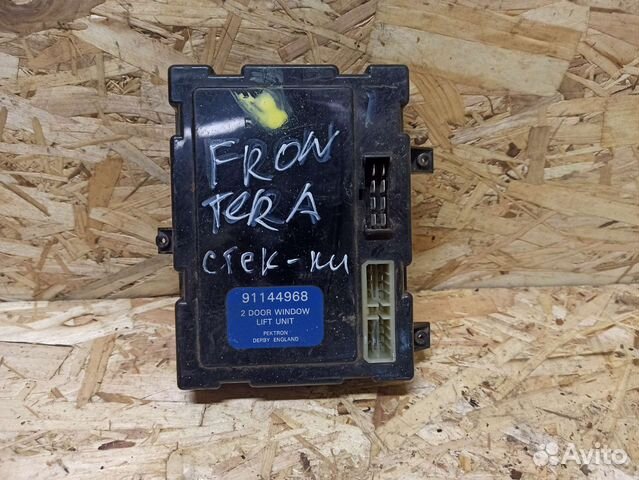 FRON
TERA
стек-ки
91144968
2 DOOR WINDOW
LIFT UNIT
PEKTRON
DERBY ENGLAND
Avito